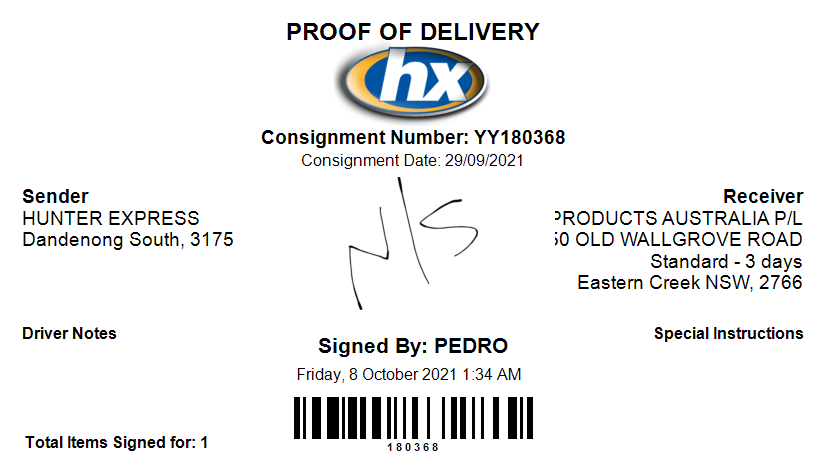 PROOF OF DELIVERY
hx
Consignment Number: YY180368
Consignment Date: 29/09/2021
Sender
HUNTER EXPRESS
Dandenong South, 3175
N/S
Receiver
PRODUCTS AUSTRALIA P/L
50 OLD WALLGROVE ROAD
Standard - 3 days
Eastern Creek NSW, 2766
Driver Notes
Special Instructions
Signed By: PEDRO
Friday, 8 October 2021 1:34 AM
180368
Total Items Signed for: 1